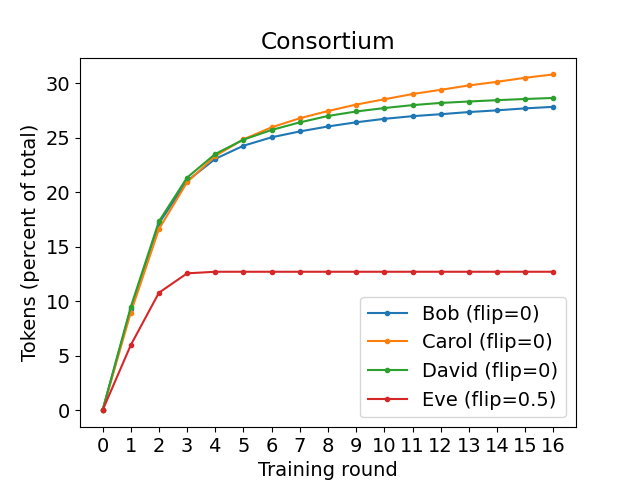 Consortium
Tokens (percent of total)
30
25
20
15
10
5
0
Bob (flip=0)
Carol (flip=0)
David (flip=0)
Eve (flip=0.5)
0 1 2 3 4 5 6 7 8 9 10 11 12 13 14 15 16
Training round